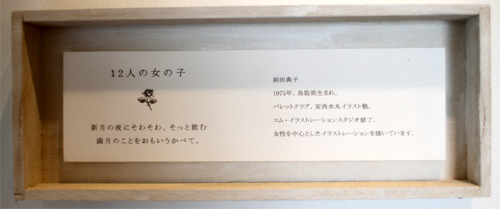 12人の女の子
新月の夜にそわそわ、そっと飲む
満月のことをおもいうかべて。
前田典子
1975年、鳥取県生まれ。
パレットクラブ、安西水丸イラスト塾、
コム・イラストレーションスタジオ修了。
女性を中心としたイラストレーションを描いています。